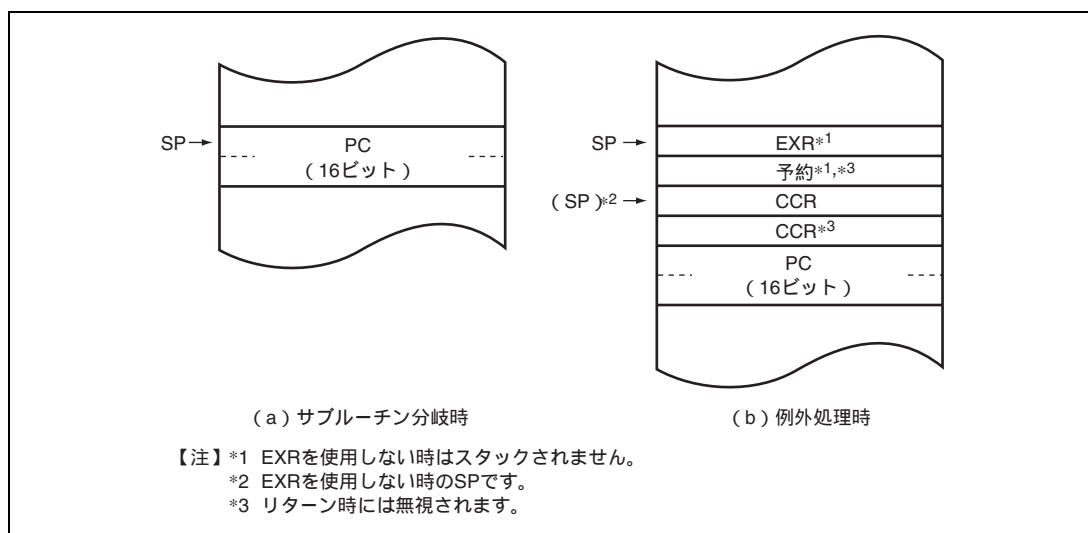 SP→
PC
(16ビット)
(a)サブルーチン分岐時
SP→
EXR*1
予約*1,*3
(SP)*2→
CCR
CCR*3
PC
(16ビット)
(b)例外処理時
【注】*1 EXRを使用しない時はスタックされません。
*2 EXRを使用しない時のSPです。
*3 リターン時には無視されます。